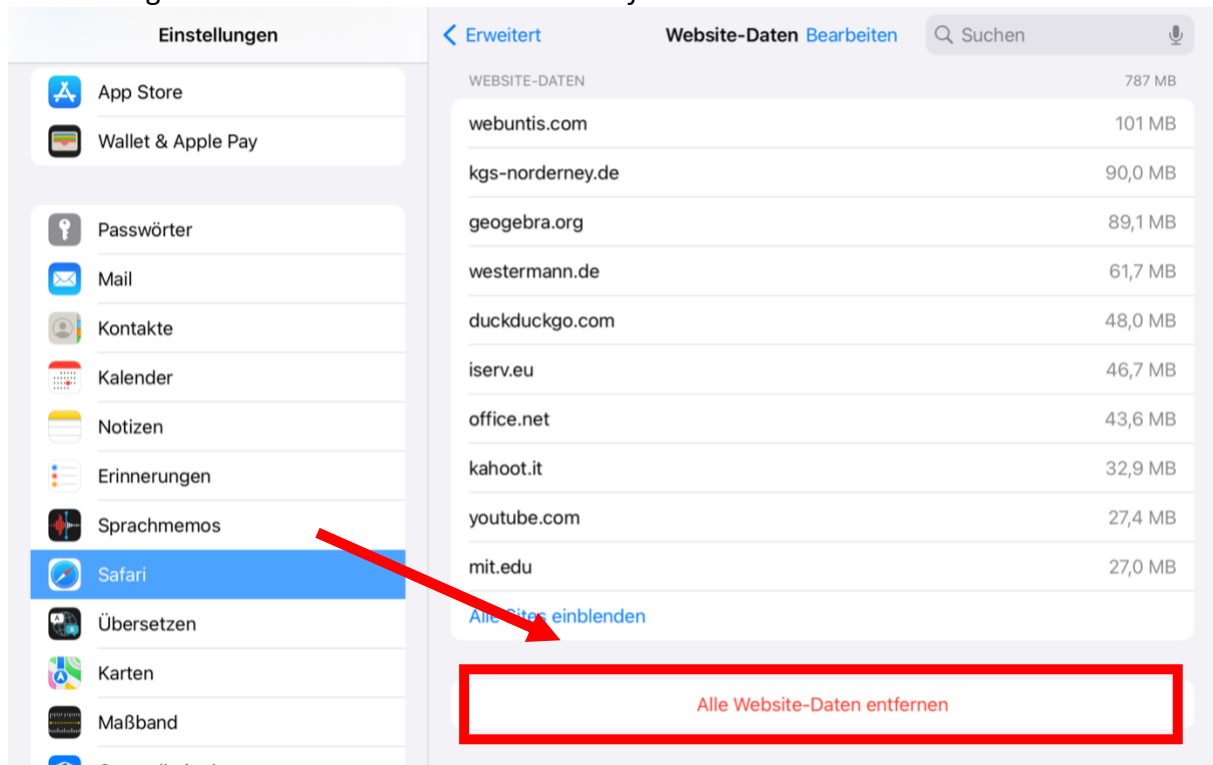 Einstellungen
App Store
Wallet & Apple Pay
Passwörter
Mail
Kontakte
Kalender
Notizen
Erinnerungen
Sprachmemos
Safari
Übersetzen
Karten
Maßband
Erweitert
Website-Daten Bearbeiten
Suchen
WEBSITE-DATEN 787 MB
webuntis.com 101 MB
kgs-norderney.de 90,0 MB
geogebra.org 89,1 MB
westermann.de 61,7 MB
duckduckgo.com 48,0 MB
iserv.eu 46,7 MB
office.net 43,6 MB
kahoot.it 32,9 MB
youtube.com 27,4 MB
mit.edu 27,0 MB
Alle Sites einblenden
Alle Website-Daten entfernen